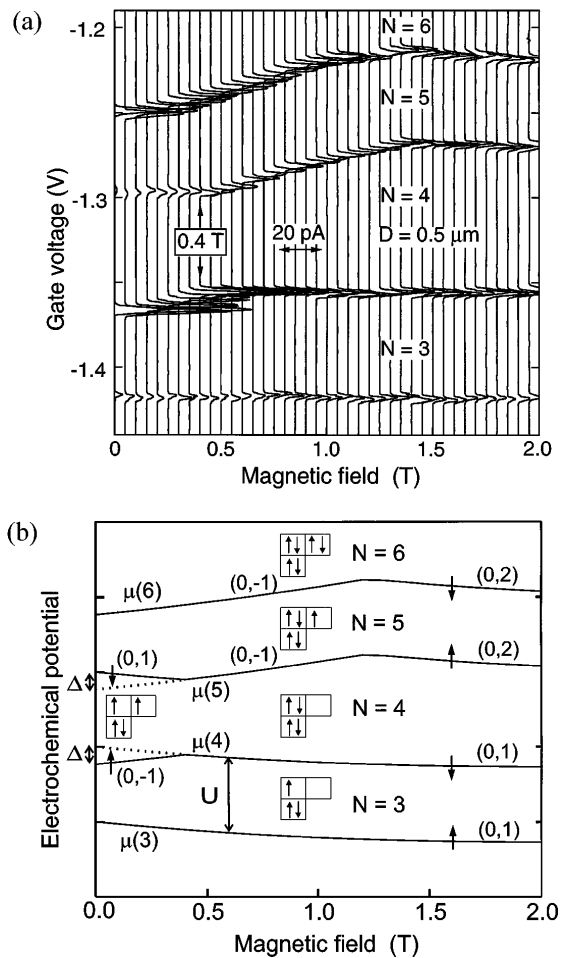 (a)
-1.2
-1.3
-1.4
Gate voltage (V)
N = 6
N = 5
N = 4
0.4 T
20 pA
D = 0.5 μm
N = 3
0
0.5
1.0
1.5
2.0
Magnetic field (T)
(b)
Electrochemical potential
N = 6
μ(6)
(0,-1)
(0,2)
N = 5
(0,1)
(0,-1)
(0,2)
Δ
μ(5)
N = 4
μ(4)
Δ
(0,1)
(0,-1)
U
N = 3
(0,1)
μ(3)
0.0
0.5
1.0
1.5
2.0
Magnetic field (T)